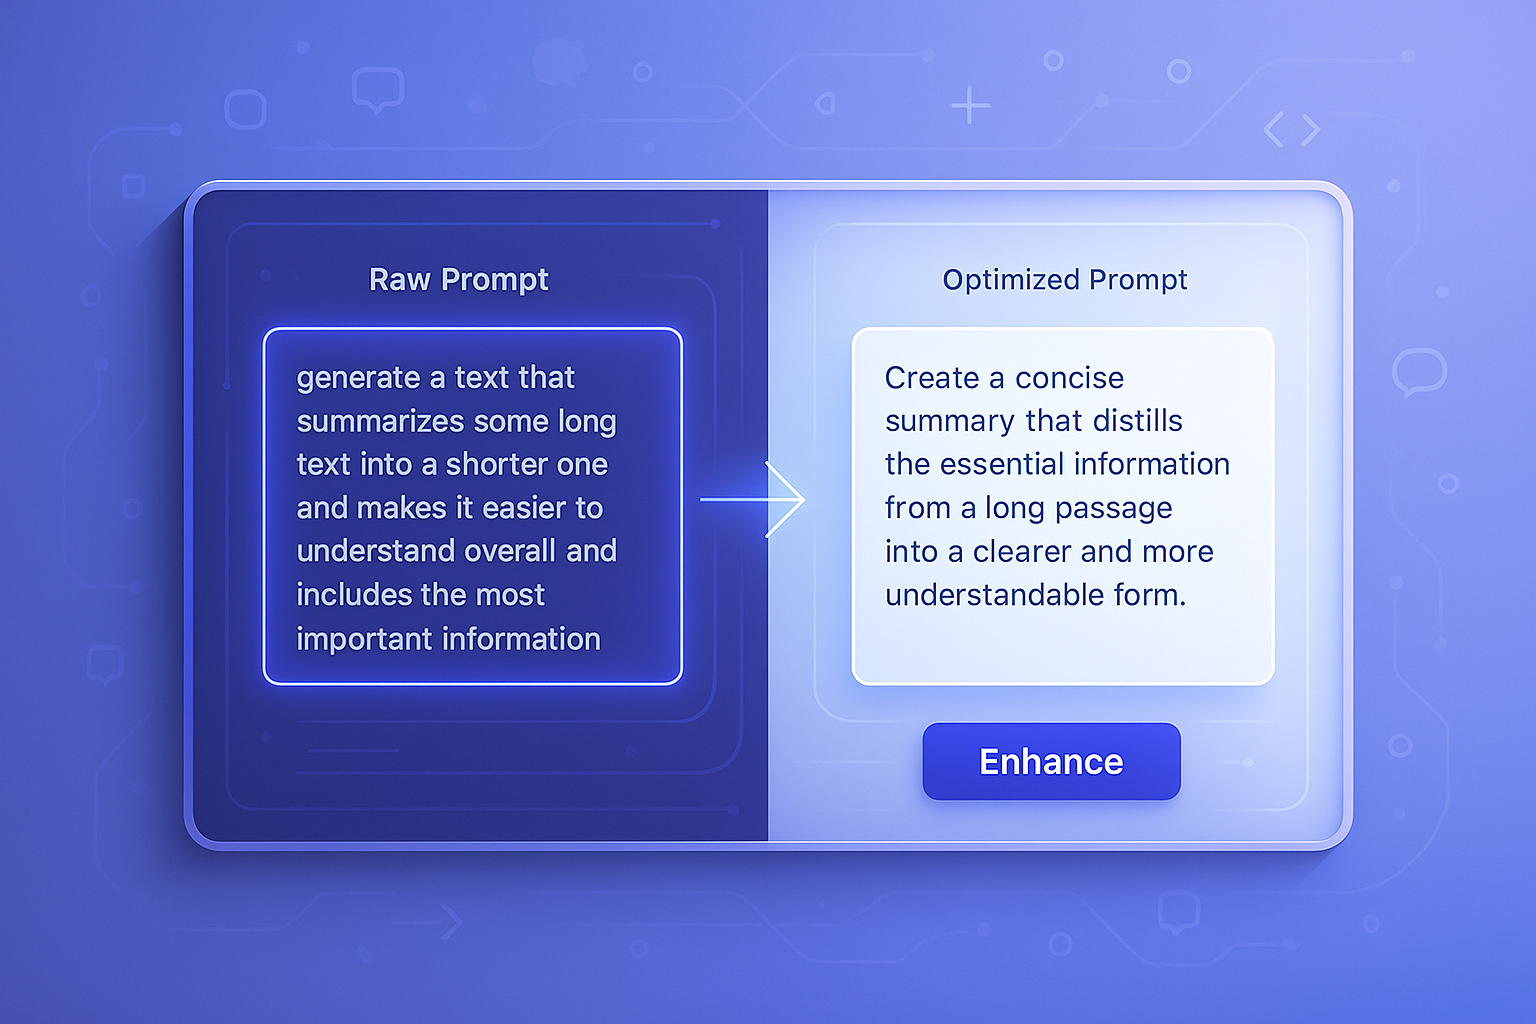 Raw Prompt
generate a text that
summarizes some long
text into a shorter one
and makes it easier to
understand overall and
includes the most
important information
Optimized Prompt
Create a concise
summary that distills
the essential information
from a long passage
into a clearer and more
understandable form.
Enhance